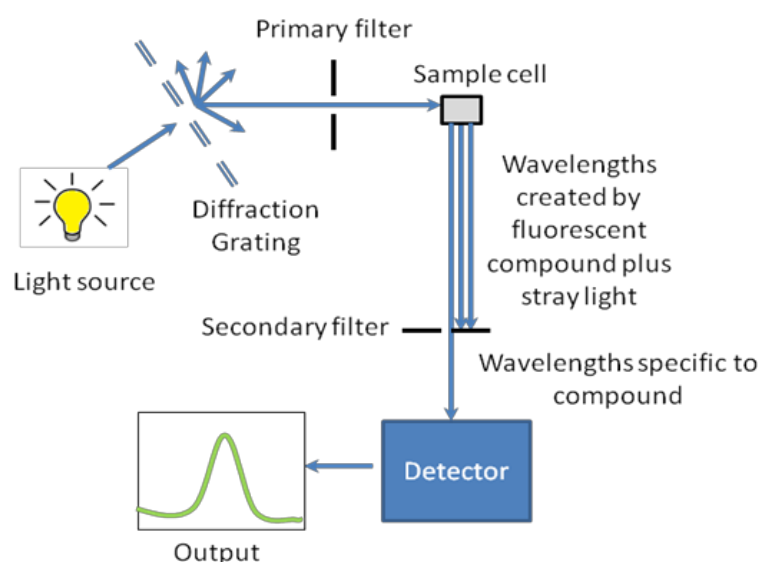 Primary filter
Sample cell
Diffraction
Grating
Light source
Wavelengths
created by
fluorescent
compound plus
stray light
Secondary filter
Wavelengths specific to
compound
Detector
Output